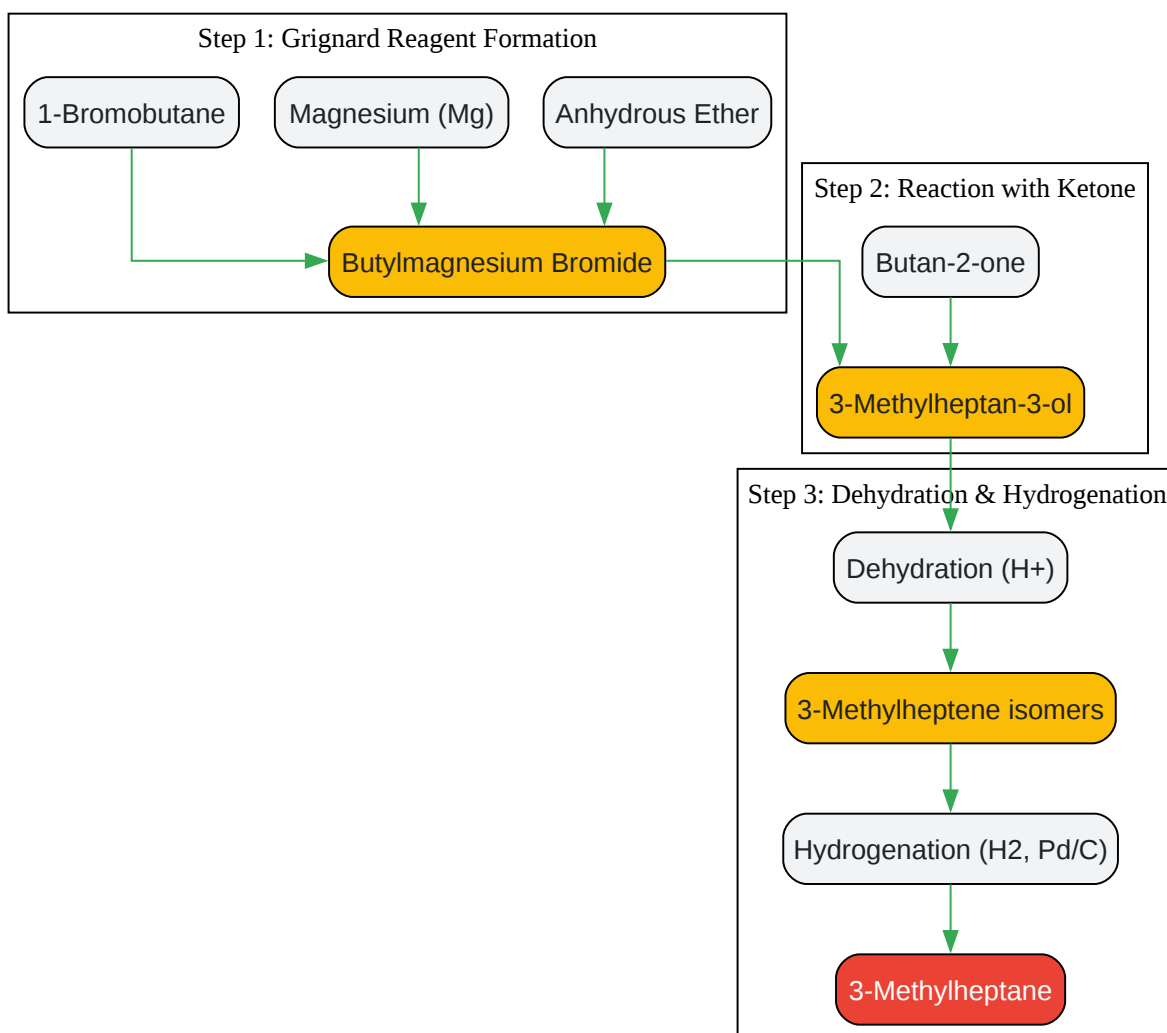 Step 1: Grignard Reagent Formation
1-Bromobutane
Magnesium (Mg)
Anhydrous Ether
Butylmagnesium Bromide
Step 2: Reaction with Ketone
Butan-2-one
3-Methylheptan-3-ol
Step 3: Dehydration & Hydrogenation
Dehydration (H+)
3-Methylheptene isomers
Hydrogenation (H2, Pd/C)
3-Methylheptane